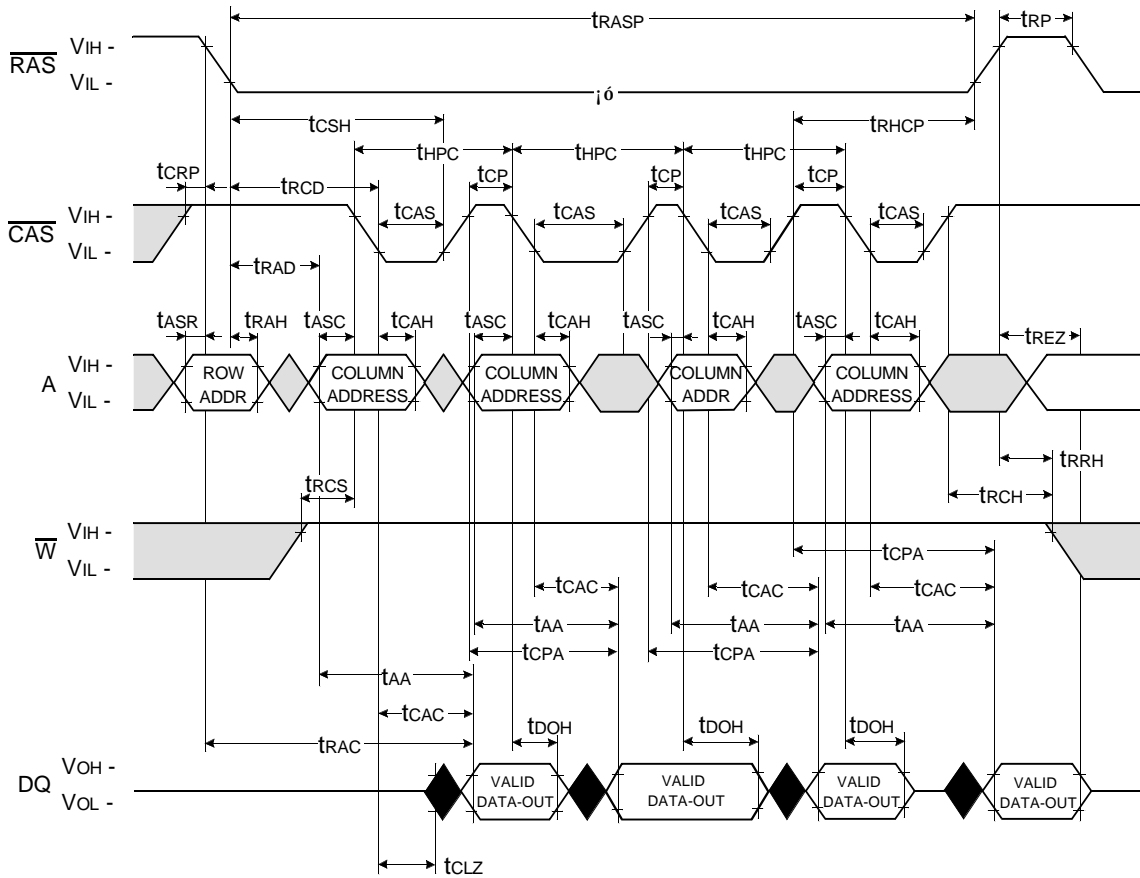 tRASP tRP
RAS VIH -
VIL -
¡ó
tCSH tRHCP
tHPC tHPC tHPC
tCRP tRCD tCP tCP tCP
CAS VIH -
VIL -
tCAS tCAS tCAS tCAS
tRAD
tASR tRAH tASC tCAH tASC tCAH tASC tCAH tASC tCAH tREZ
A VIH -
VIL -
ROW
ADDR
COLUMN
ADDRESS
COLUMN
ADDRESS
COLUMN
ADDR
COLUMN
ADDRESS
tRRH
tRCS tRCH
W VIH -
VIL -
tCPA
tCAC tCAC tCAC
tAA tAA tAA
tCPA tCPA
tAA
tCAC
tDOH tDOH tDOH
tRAC
DQ VOH -
VOL -
VALID
DATA-OUT
VALID
DATA-OUT
VALID
DATA-OUT
VALID
DATA-OUT
tCLZ